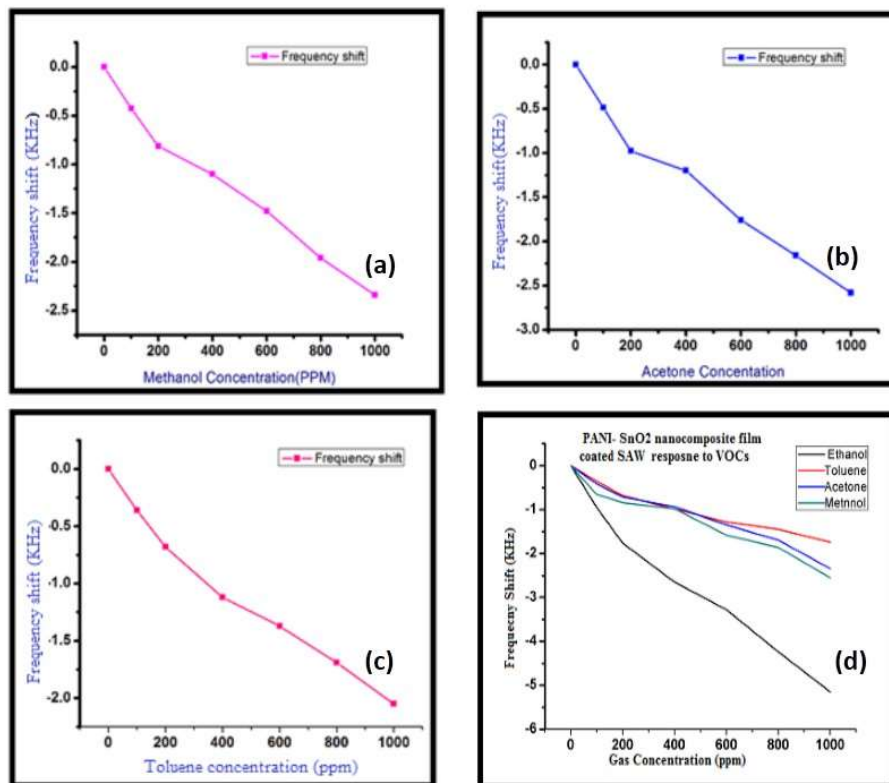 Frequency shift
0.0
-0.5
-1.0
-1.5
-2.0
-2.5
Frequency shift (KHz)
(a)
0 200 400 600 800 1000
Methanol Concentration(PPM)
Frequency shift
0.0
-0.5
-1.0
-1.5
-2.0
-2.5
-3.0
Frequency shift(KHz)
(b)
0 200 400 600 800 1000
Acetone Concentation
Frequency shift
0.0
-0.5
-1.0
-1.5
-2.0
Frequency shift (KHz)
(c)
0 200 400 600 800 1000
Toluene concentration (ppm)
PANI- SnO2 nanocomposite film
coated SAW resposne to VOCs
Ethanol
Toluene
Acetone
Metnnol
0
-1
-2
-3
-4
-5
-6
Frequecny Shift (KHz)
(d)
0 200 400 600 800 1000
Gas Concentration (ppm)